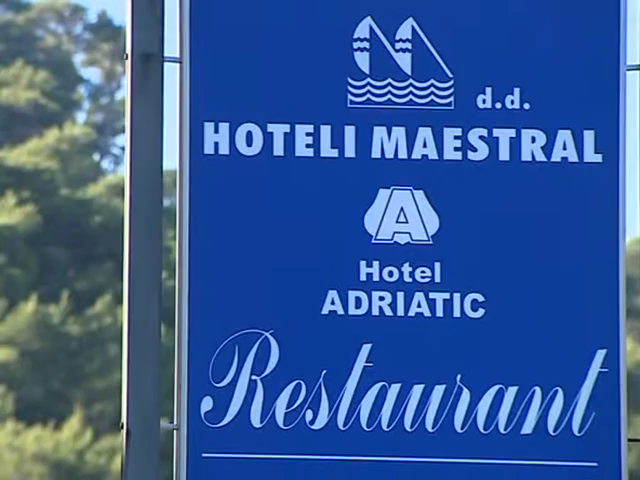 d.d.
HOTELI MAESTRAL
A
Hotel
ADRIATIC
Restaurant